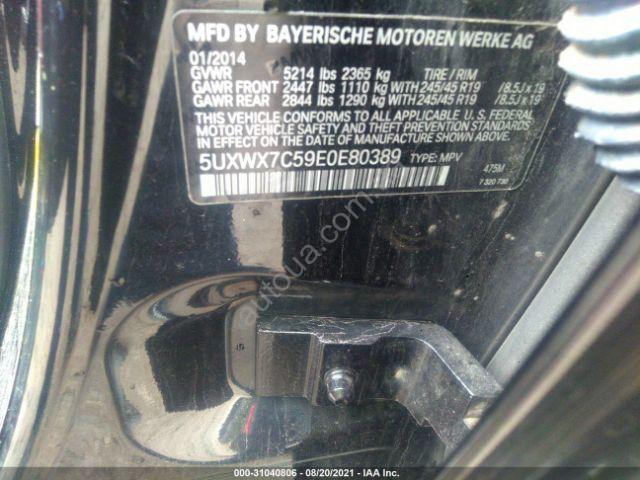 MFD BY BAYERISCHE MOTOREN WERKE AG
01/2014
GVWR 5214 lbs 2365 kg TIRE / RIM
GAWR FRONT 2447 lbs 1110 kg WITH 245/45 R19 /8.5J x 19
GAWR REAR 2844 lbs 1290 kg WITH 245/45 R19 /8.5J x 19
THIS VEHICLE CONFORMS TO ALL APPLICABLE U. S. FEDERAL
MOTOR VEHICLE SAFETY, BUMPER, AND THEFT PREVENTION
STANDARDS IN EFFECT ON THE DATE OF MANUFACTURE SHOWN ABOVE.
5UXWX7C59E0E80389 TYPE: MPV 475M
7 320 730
autoua.com
000-31040806 - 08/20/2021 - IAA Inc.